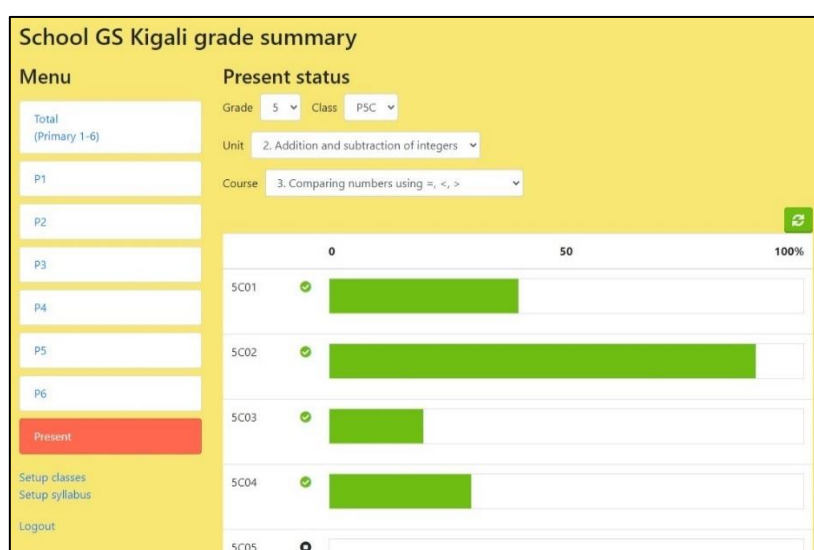 School GS Kigali grade summary
Menu
Total
(Primary 1-6)
P1
P2
P3
P4
P5
P6
Present
Setup classes
Setup syllabus
Logout
Present status
Grade 5 Class P5C
Unit 2. Addition and subtraction of integers
Course 3. Comparing numbers using =, <, >
0 50 100%
5C01
5C02
5C03
5C04
5C05